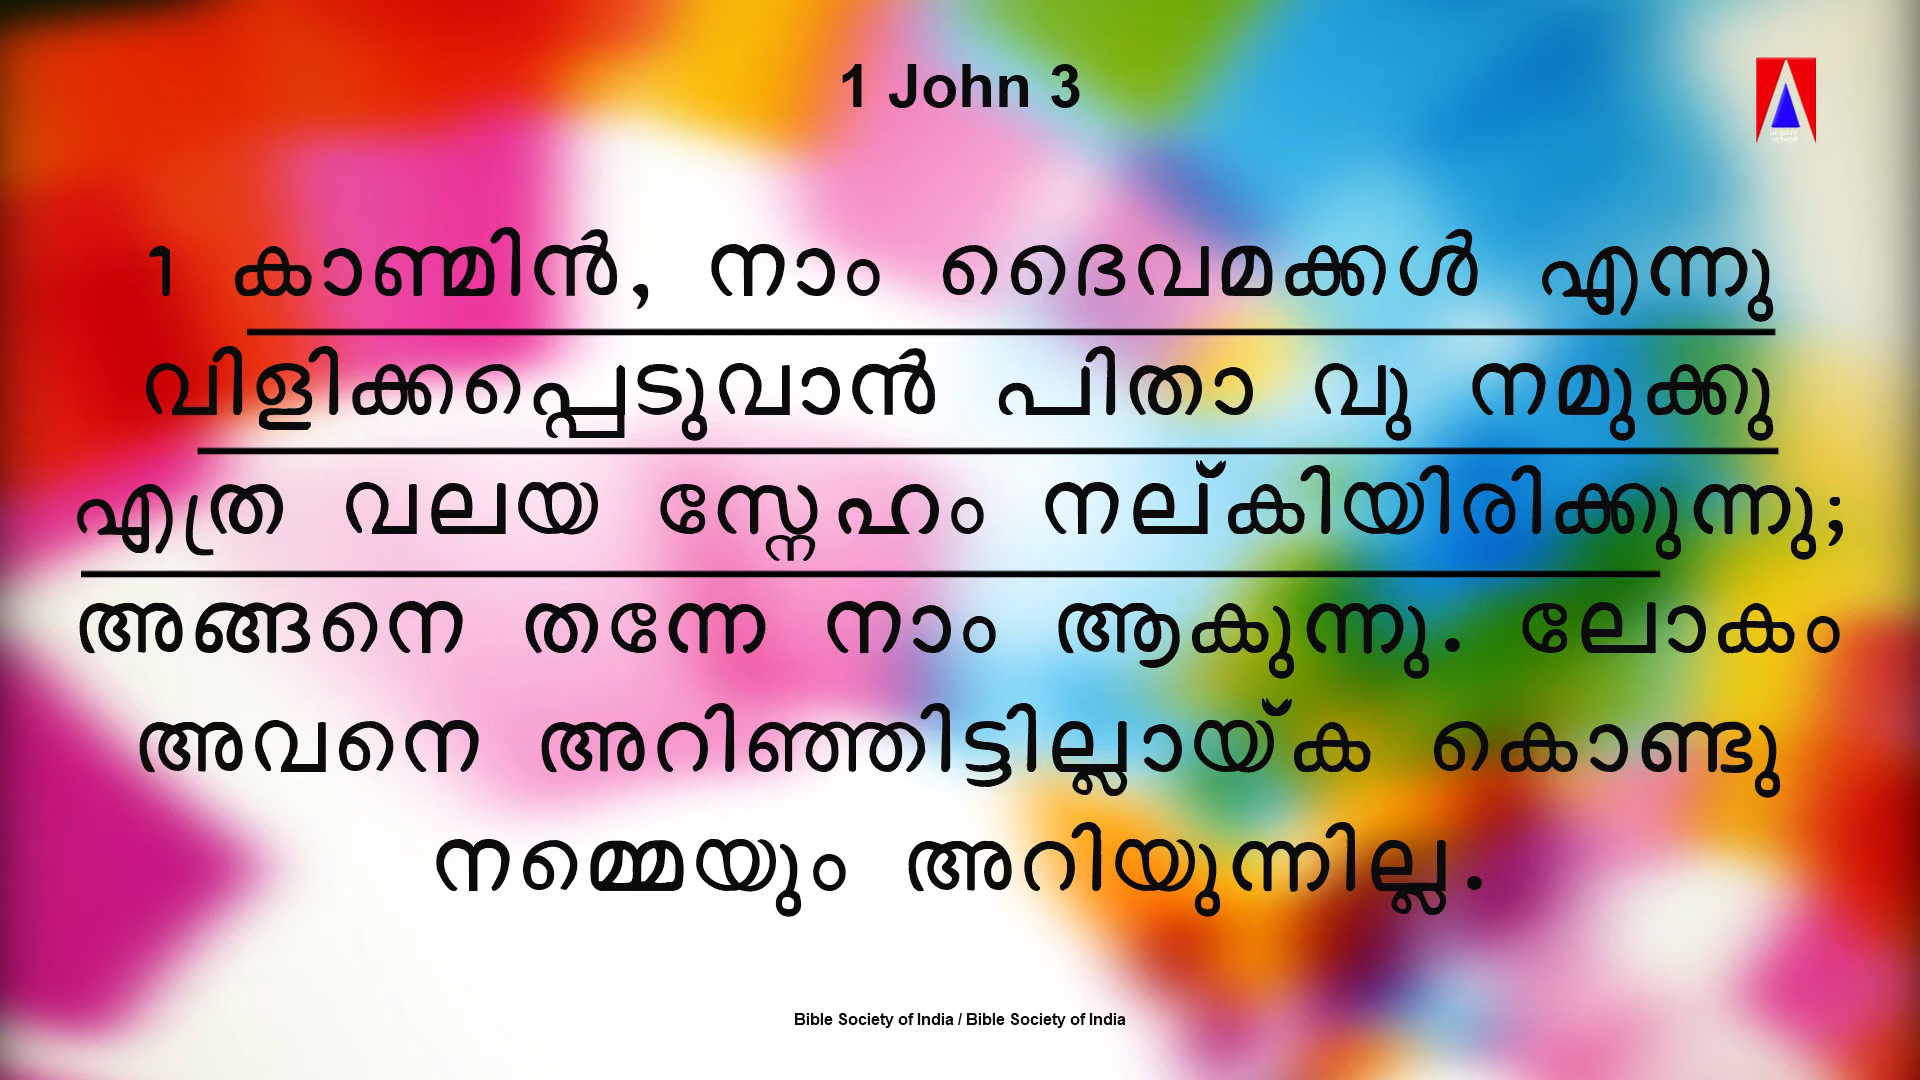 1 John 3
1 കാണ്മിൻ, നാം ദൈവമക്കൾ എന്നു
വിളിക്കപ്പെടുവാൻ പിതാ വു നമുക്കു
എത്ര വലയ സ്നേഹം നല്കിയിരിക്കുന്നു;
അങ്ങനെ തന്നേ നാം ആകുന്നു. ലോകം
അവനെ അറിഞ്ഞിട്ടില്ലായ്ക കൊണ്ടു
നമ്മെയും അറിയുന്നില്ല.
Bible Society of India / Bible Society of India